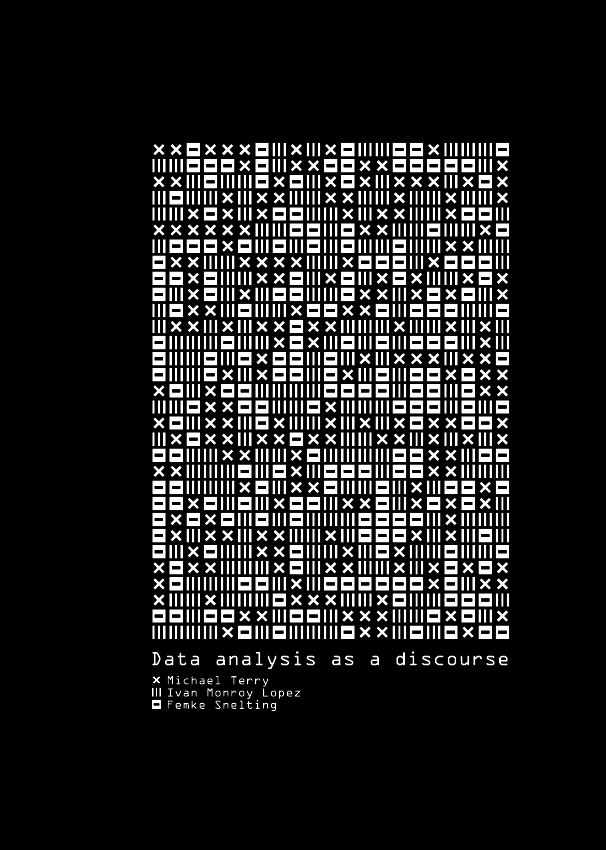 Data analysis as a discourse
Michael Terry
Ivan Monroy Lopez
Femke Snelting